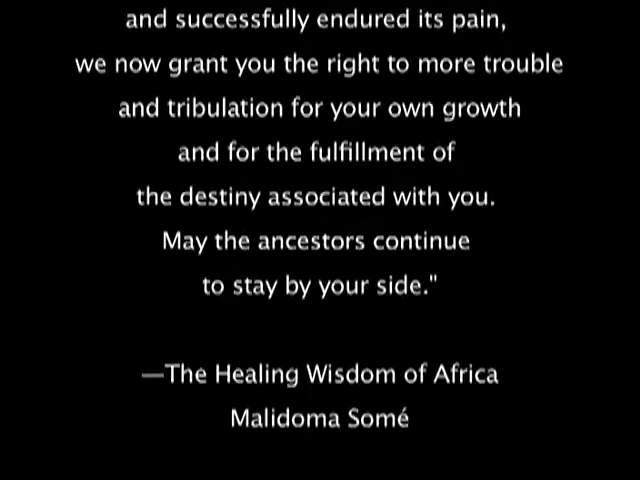 and successfully endured its pain,
we now grant you the right to more trouble
and tribulation for your own growth
and for the fulfillment of
the destiny associated with you.
May the ancestors continue
to stay by your side."
—The Healing Wisdom of Africa
Malidoma Somé